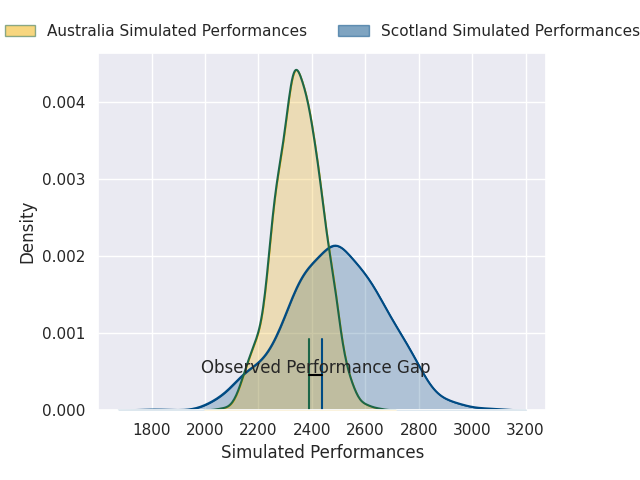 Australia Simulated Performances
Scotland Simulated Performances
Density
0.004
0.003
0.002
0.001
0.000
Observed Performance Gap
1800 2000 2200 2400 2600 2800 3000 3200
Simulated Performances